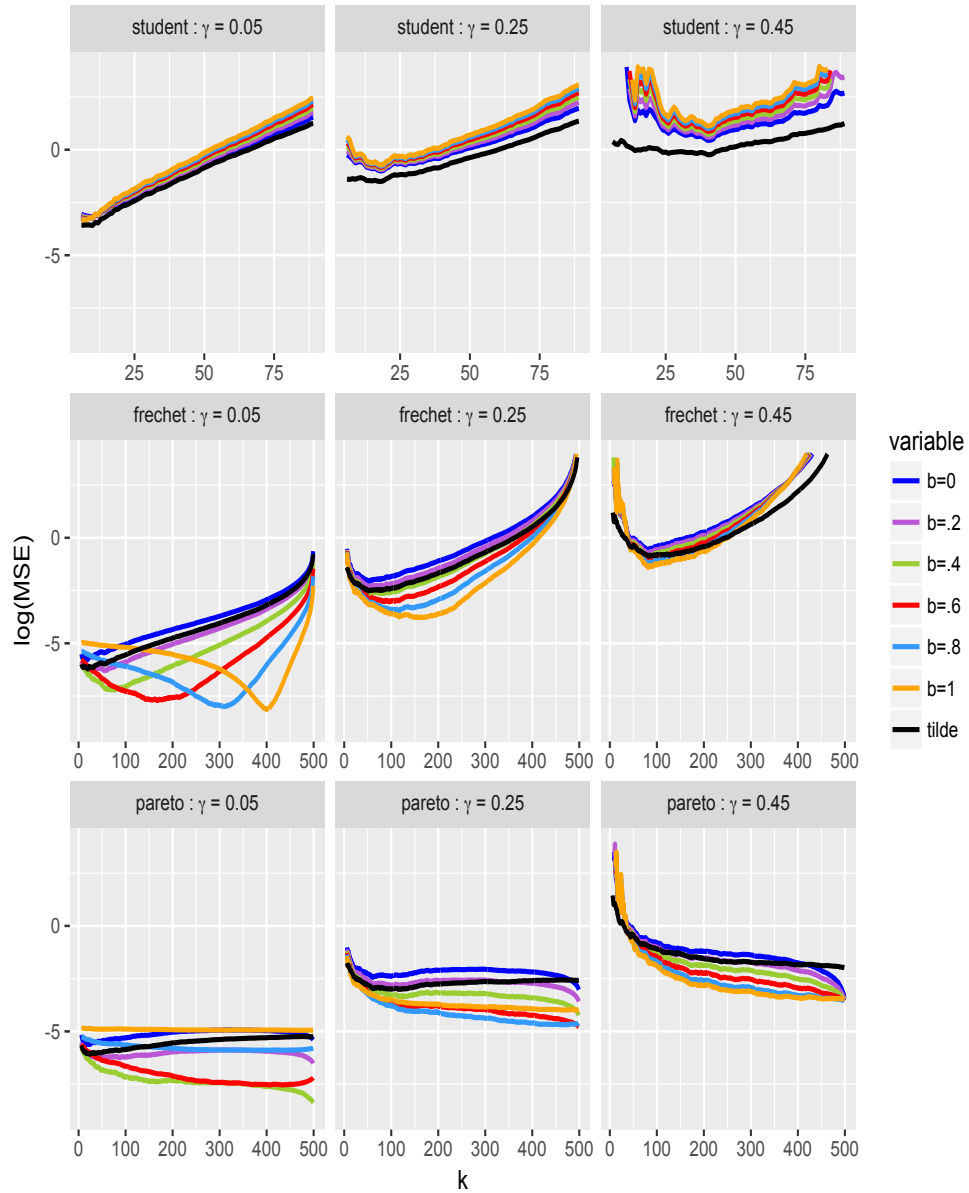 student : γ = 0.05
student : γ = 0.25
student : γ = 0.45
0
-5
25 50 75
25 50 75
25 50 75
frechet : γ = 0.05
frechet : γ = 0.25
frechet : γ = 0.45
0
-5
0 100 200 300 400 500
0 100 200 300 400 500
0 100 200 300 400 500
pareto : γ = 0.05
pareto : γ = 0.25
pareto : γ = 0.45
0
-5
0 100 200 300 400 500
0 100 200 300 400 500
0 100 200 300 400 500
log(MSE)
k
variable
b=0
b=.2
b=.4
b=.6
b=.8
b=1
tilde